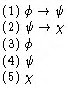 (1) ϕ → ψ
(2) ψ → χ
(3) ϕ
(4) ψ
(5) χ